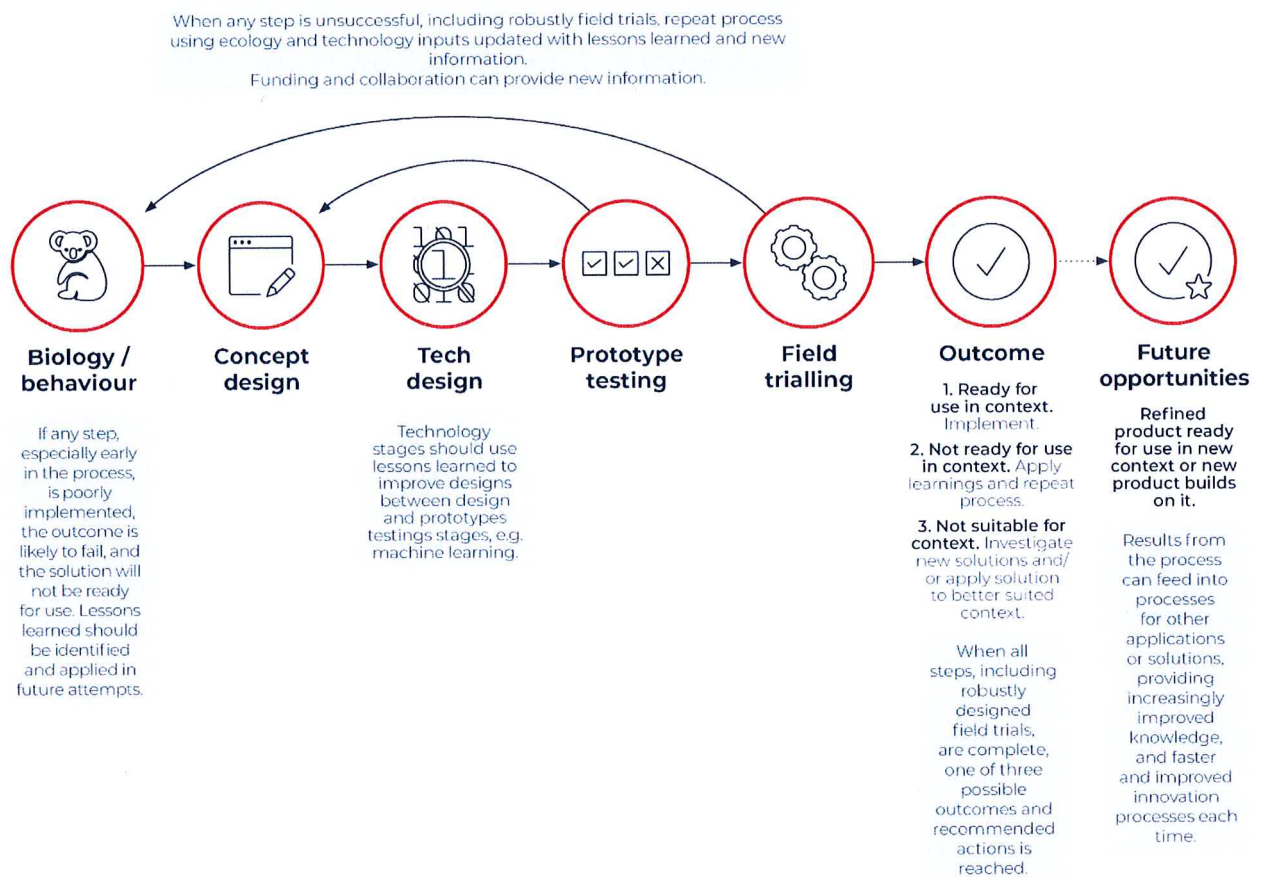 When any step is unsuccessful, including robustly field trials, repeat process
using ecology and technology inputs updated with lessons learned and new
information.
Funding and collaboration can provide new information.
101
1
010
Biology /
behaviour
If any step,
especially early
in the process,
is poorly
implemented,
the outcome is
likely to fail, and
the solution will
not be ready
for use. Lessons
learned should
be identified
and applied in
future attempts.
Concept
design
Tech
design
Technology
stages should use
lessons learned to
improve designs
between design
and prototypes
testings stages, e.g.
machine learning.
Prototype
testing
Field
trialling
Outcome
1. Ready for
use in context.
Implement.
2. Not ready for use
in context. Apply
learnings and repeat
process.
3. Not suitable for
context. Investigate
new solutions and/
or apply solution
to better suited
context.
When all
steps, including
robustly
designed
field trials,
are complete,
one of three
possible
outcomes and
recommended
actions is
reached.
Future
opportunities
Refined
product ready
for use in new
context or new
product builds
on it.
Results from
the process
can feed into
processes
for other
applications
or solutions,
providing
increasingly
improved
knowledge,
and faster
and improved
innovation
processes each
time.